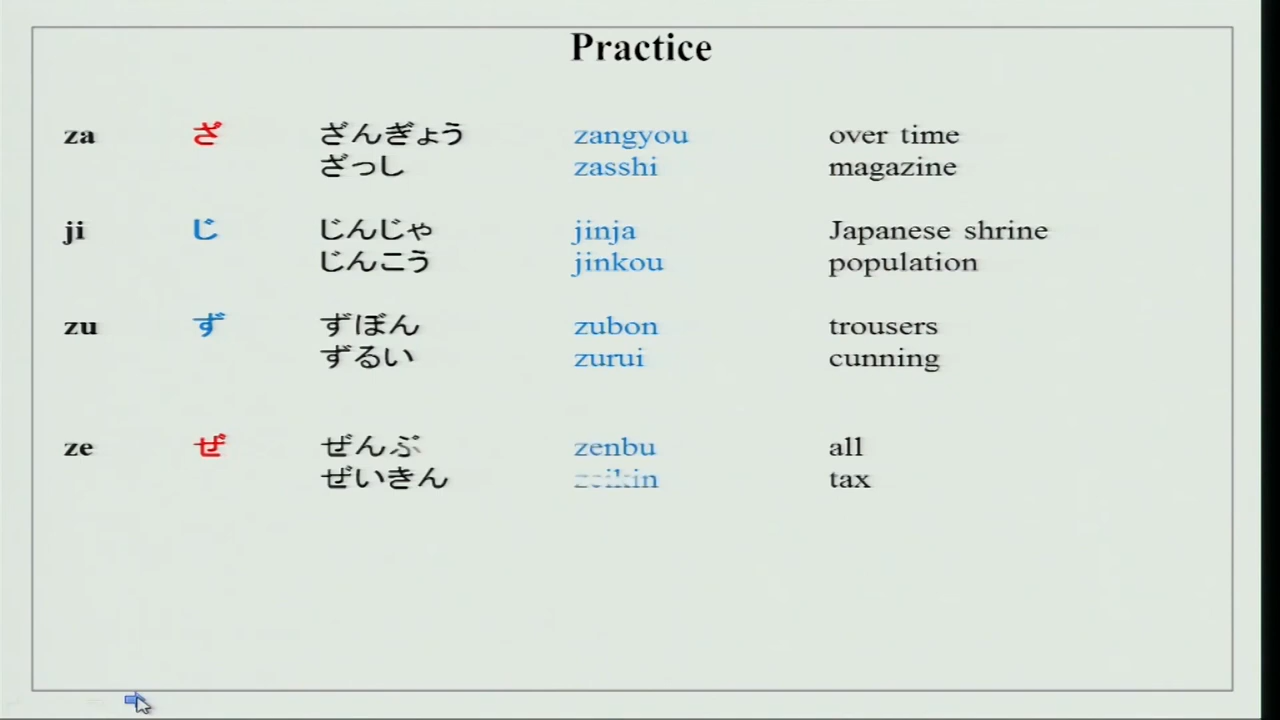 Practice
za ざ ざんぎょう zangyou over time
ざっし zasshi magazine
ji じ じんじゃ jinja Japanese shrine
じんこう jinkou population
zu ず ずぼん zubon trousers
ずるい zurui cunning
ze ぜ ぜんぶ zenbu all
ぜいきん zeikin tax